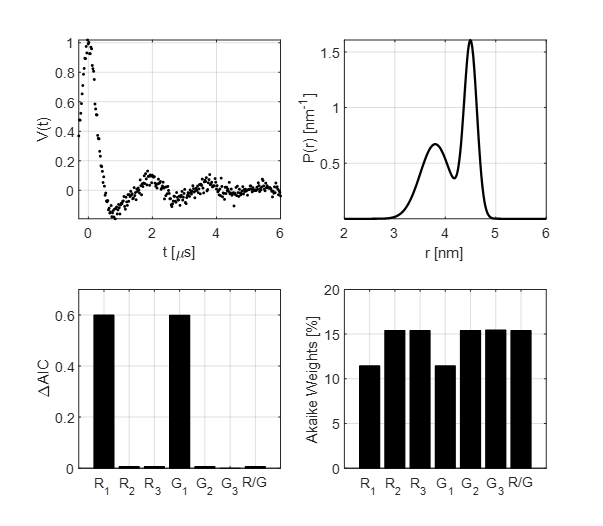 1
0.8
0.6
0.4
0.2
0
V(t)
0 2 4 6
t [μs]
1.5
1
0.5
P(r) [nm⁻¹]
2 3 4 5 6
r [nm]
0.6
0.4
0.2
0
ΔAIC
R₁ R₂ R₃ G₁ G₂ G₃ R/G
20
15
10
5
0
Akaike Weights [%]
R₁ R₂ R₃ G₁ G₂ G₃ R/G